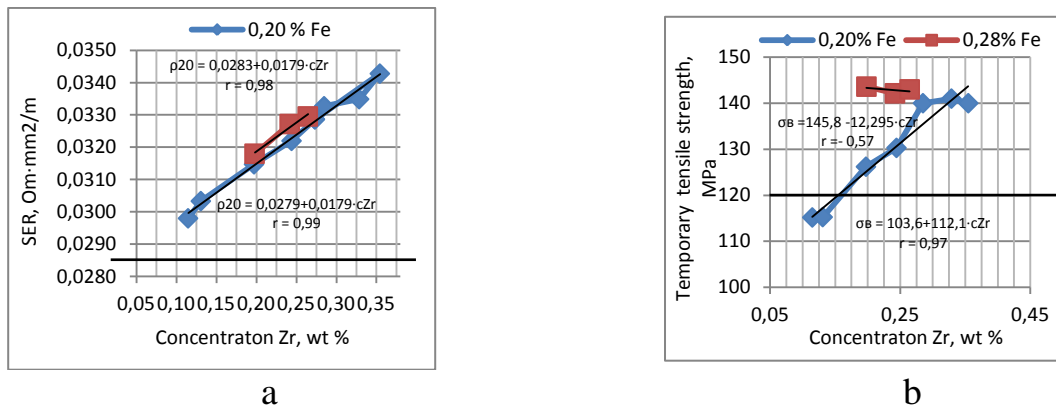 0,20 % Fe
0,0350
0,0340
0,0330
0,0320
0,0310
0,0300
0,0290
0,0280
SER, Om·mm2/m
ρ20 = 0,0283+0,0179·cZr
r = 0,98
ρ20 = 0,0279+0,0179·cZr
r = 0,99
0,05 0,10 0,15 0,20 0,25 0,30 0,35
Concentraton Zr, wt %
a
0,20% Fe 0,28% Fe
150
140
130
120
110
100
Temporary tensile strength,
MPa
σв =145,8 -12,295·cZr
r =- 0,57
σв = 103,6+112,1·cZr
r = 0,97
0,05 0,25 0,45
Concentraton Zr, wt %
b